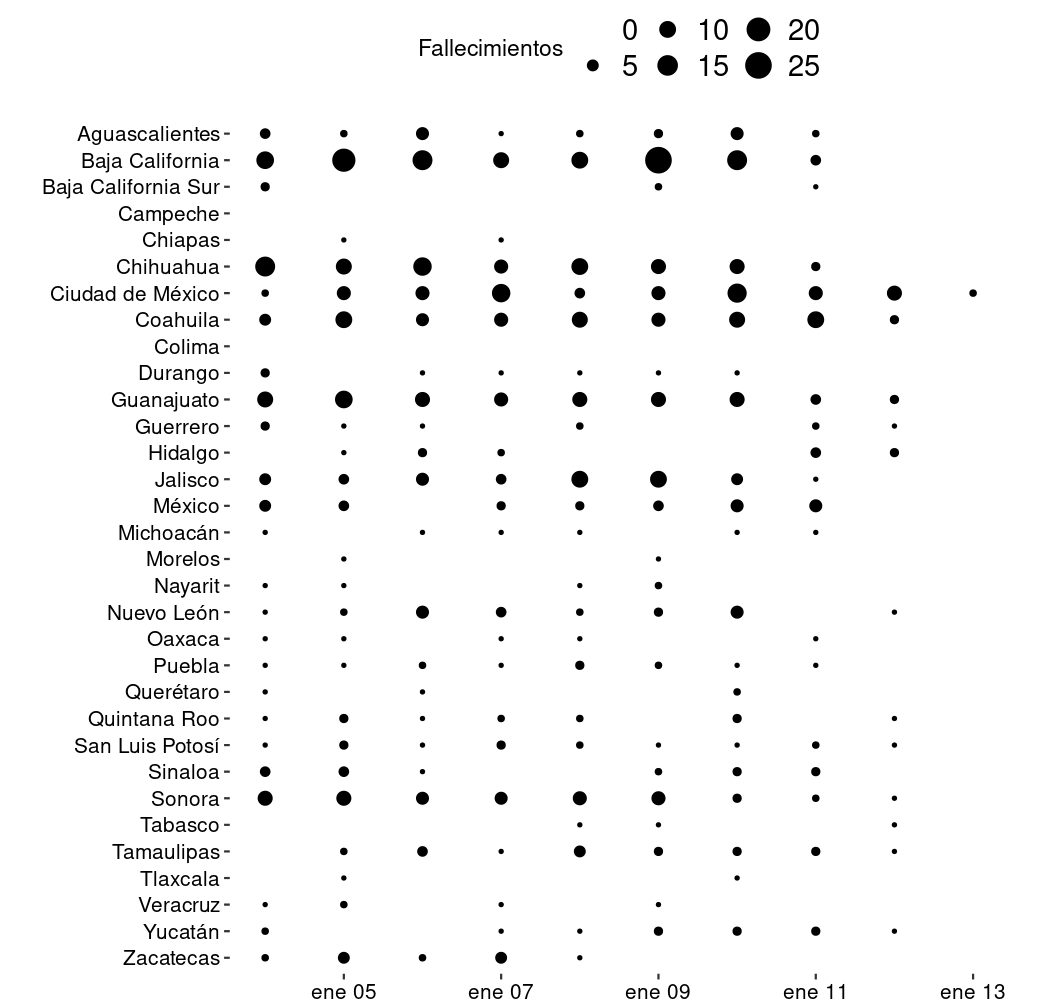 0 10 20
Fallecimientos
5 15 25
Aguascalientes
Baja California
Baja California Sur
Campeche
Chiapas
Chihuahua
Ciudad de México
Coahuila
Colima
Durango
Guanajuato
Guerrero
Hidalgo
Jalisco
México
Michoacán
Morelos
Nayarit
Nuevo León
Oaxaca
Puebla
Querétaro
Quintana Roo
San Luis Potosí
Sinaloa
Sonora
Tabasco
Tamaulipas
Tlaxcala
Veracruz
Yucatán
Zacatecas
ene 05 ene 07 ene 09 ene 11 ene 13